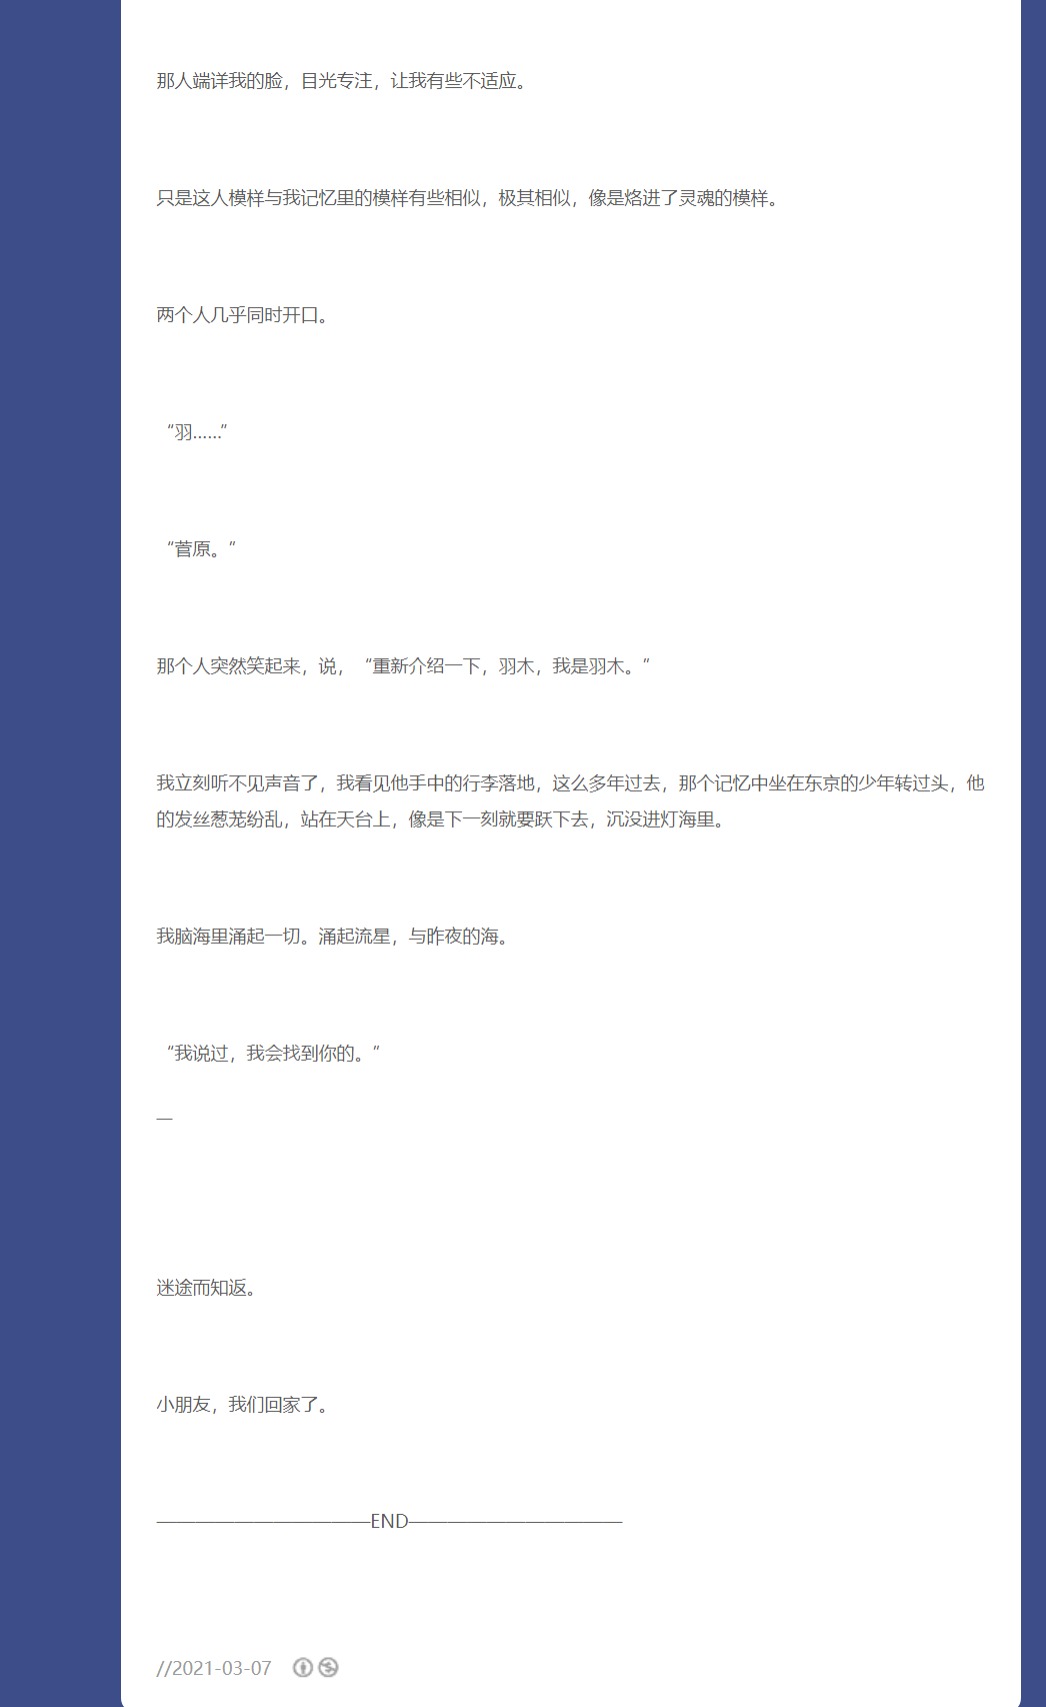 那人端详我的脸，目光专注，让我有些不适应。
只是这人模样与我记忆里的模样有些相似，极其相似，像是烙进了灵魂的模样。
两个人几乎同时开口。
“羽……”
“菅原。”
那个人突然笑起来，说，“重新介绍一下，羽木，我是羽木。”
我立刻听不见声音了，我看见他手中的行李落地，这么多年过去，那个记忆中坐在东京的少年转过头，他
的发丝葱茏纷乱，站在天台上，像是下一刻就要跃下去，沉没进灯海里。
我脑海里涌起一切。涌起流星，与昨夜的海。
“我说过，我会找到你的。”
—
迷途而知返。
小朋友，我们回家了。
————————————END————————————
//2021-03-07